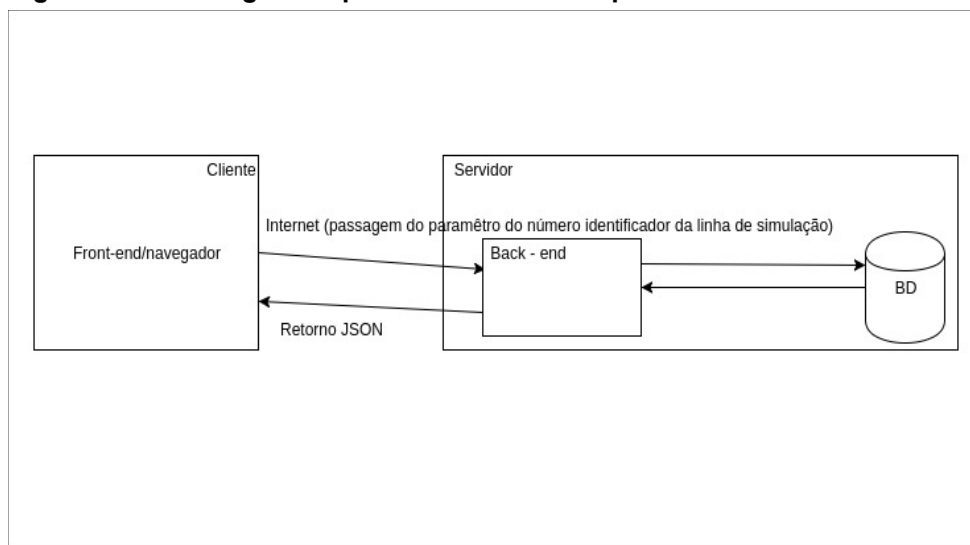 Cliente
Servidor
Internet (passagem do paramêtro do número identificador da linha de simulação)
Front-end/navegador
Back - end
BD
Retorno JSON